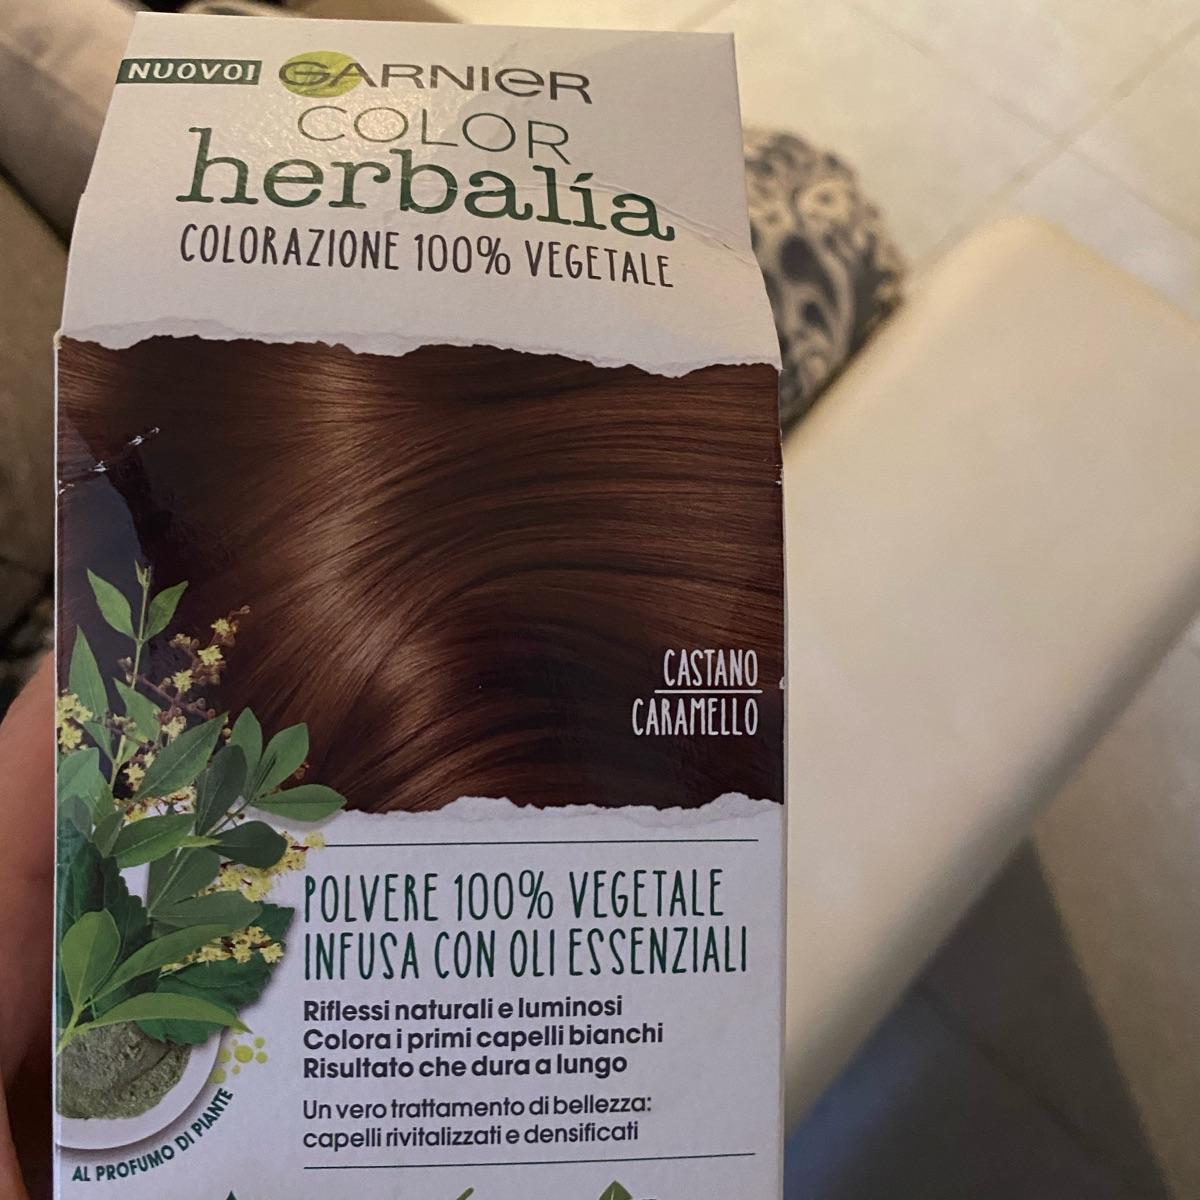 NUOVO!
GARNIER
COLOR
herbalía
COLORAZIONE 100% VEGETALE
CASTANO
CARAMELLO
POLVERE 100% VEGETALE
INFUSA CON OLI ESSENZIALI
Riflessi naturali e luminosi
Colora i primi capelli bianchi
Risultato che dura a lungo
Un vero trattamento di bellezza:
capelli rivitalizzati e densificati
AL PROFUMO DI PIANTE